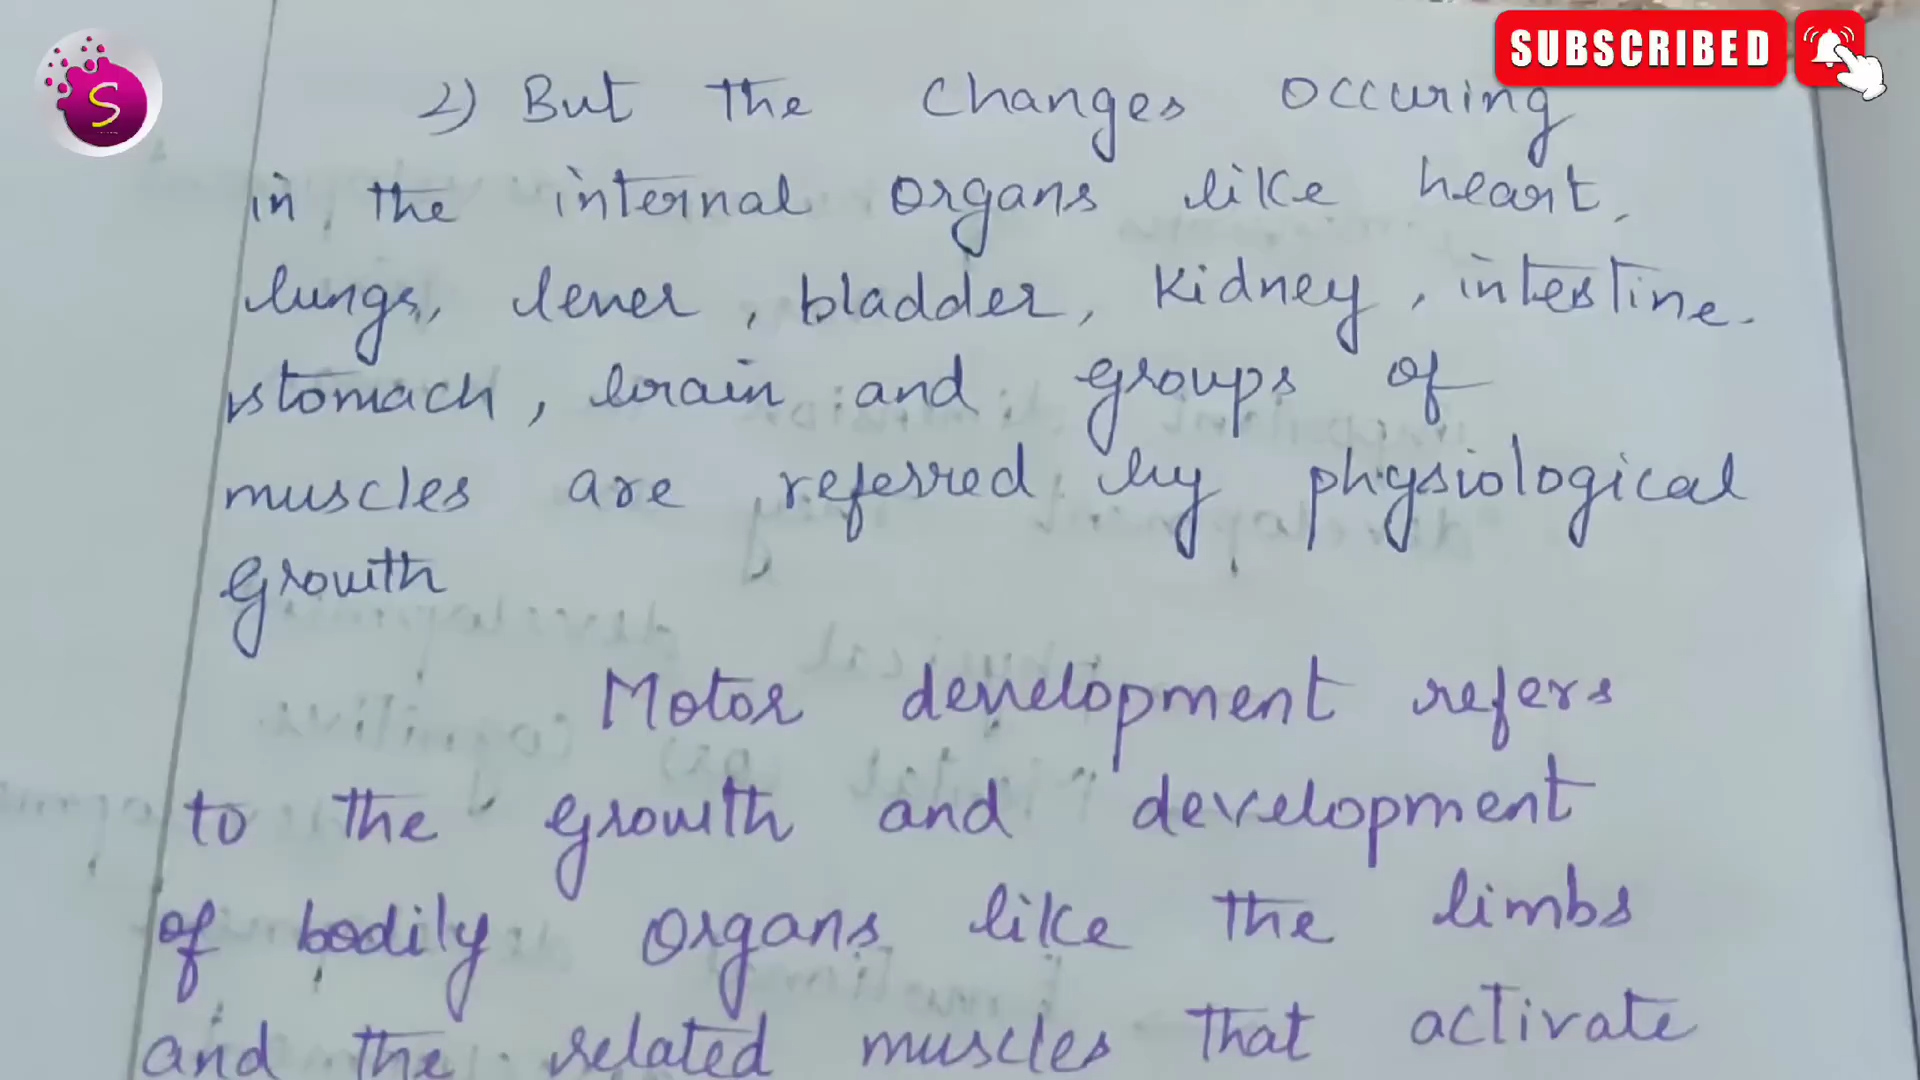 SUBSCRIBED
S
2) But the changes occuring
in the internal organs like heart,
lungs, lever, bladder, kidney, intestine.
stomach, brain and groups of
muscles are referred by physiological
growth
Motor development refers
to the growth and development
of bodily organs like the limbs
and the related muscles that activate